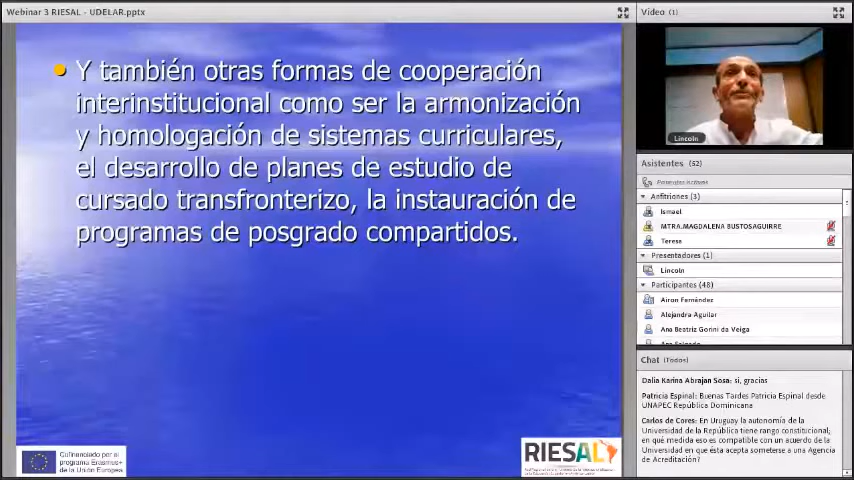 Webinar 3 RIESAL - UDELAR.pptx
Y también otras formas de cooperación
interinstitucional como ser la armonización
y homologación de sistemas curriculares,
el desarrollo de planes de estudio de
cursado transfronterizo, la instauración de
programas de posgrado compartidos.
Cofinanciado por el
programa Erasmus+
de la Unión Europea
RIESAL
Vídeo (1)
Lincoln
Asistentes (52)
Anfitriones (3)
Ismael
MTRA.MAGDALENA BUSTOSAGUIRRE
Teresa
Presentadores (1)
Lincoln
Participantes (48)
Airon Fernández
Alejandra Aguilar
Ana Beatriz Gorini da Veiga
Chat (Todos)
Dalia Karina Abrajan Sosa: si, gracias
Patricia Espinal: Buenas Tardes Patricia Espinal desde
UNAPEC República Dominicana
Carlos de Cores: En Uruguay la autonomía de la
Universidad de la República tiene rango constitucional;
en qué medida eso es compatible con un acuerdo de la
Universidad en que ésta acepta someterse a una Agencia
de Acreditación?